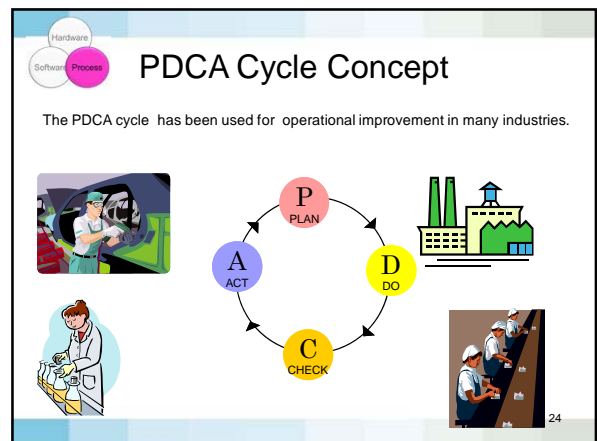 Hardware
Software
Process
PDCA Cycle Concept
The PDCA cycle has been used for operational improvement in many industries.
P
PLAN
A
ACT
D
DO
C
CHECK
24